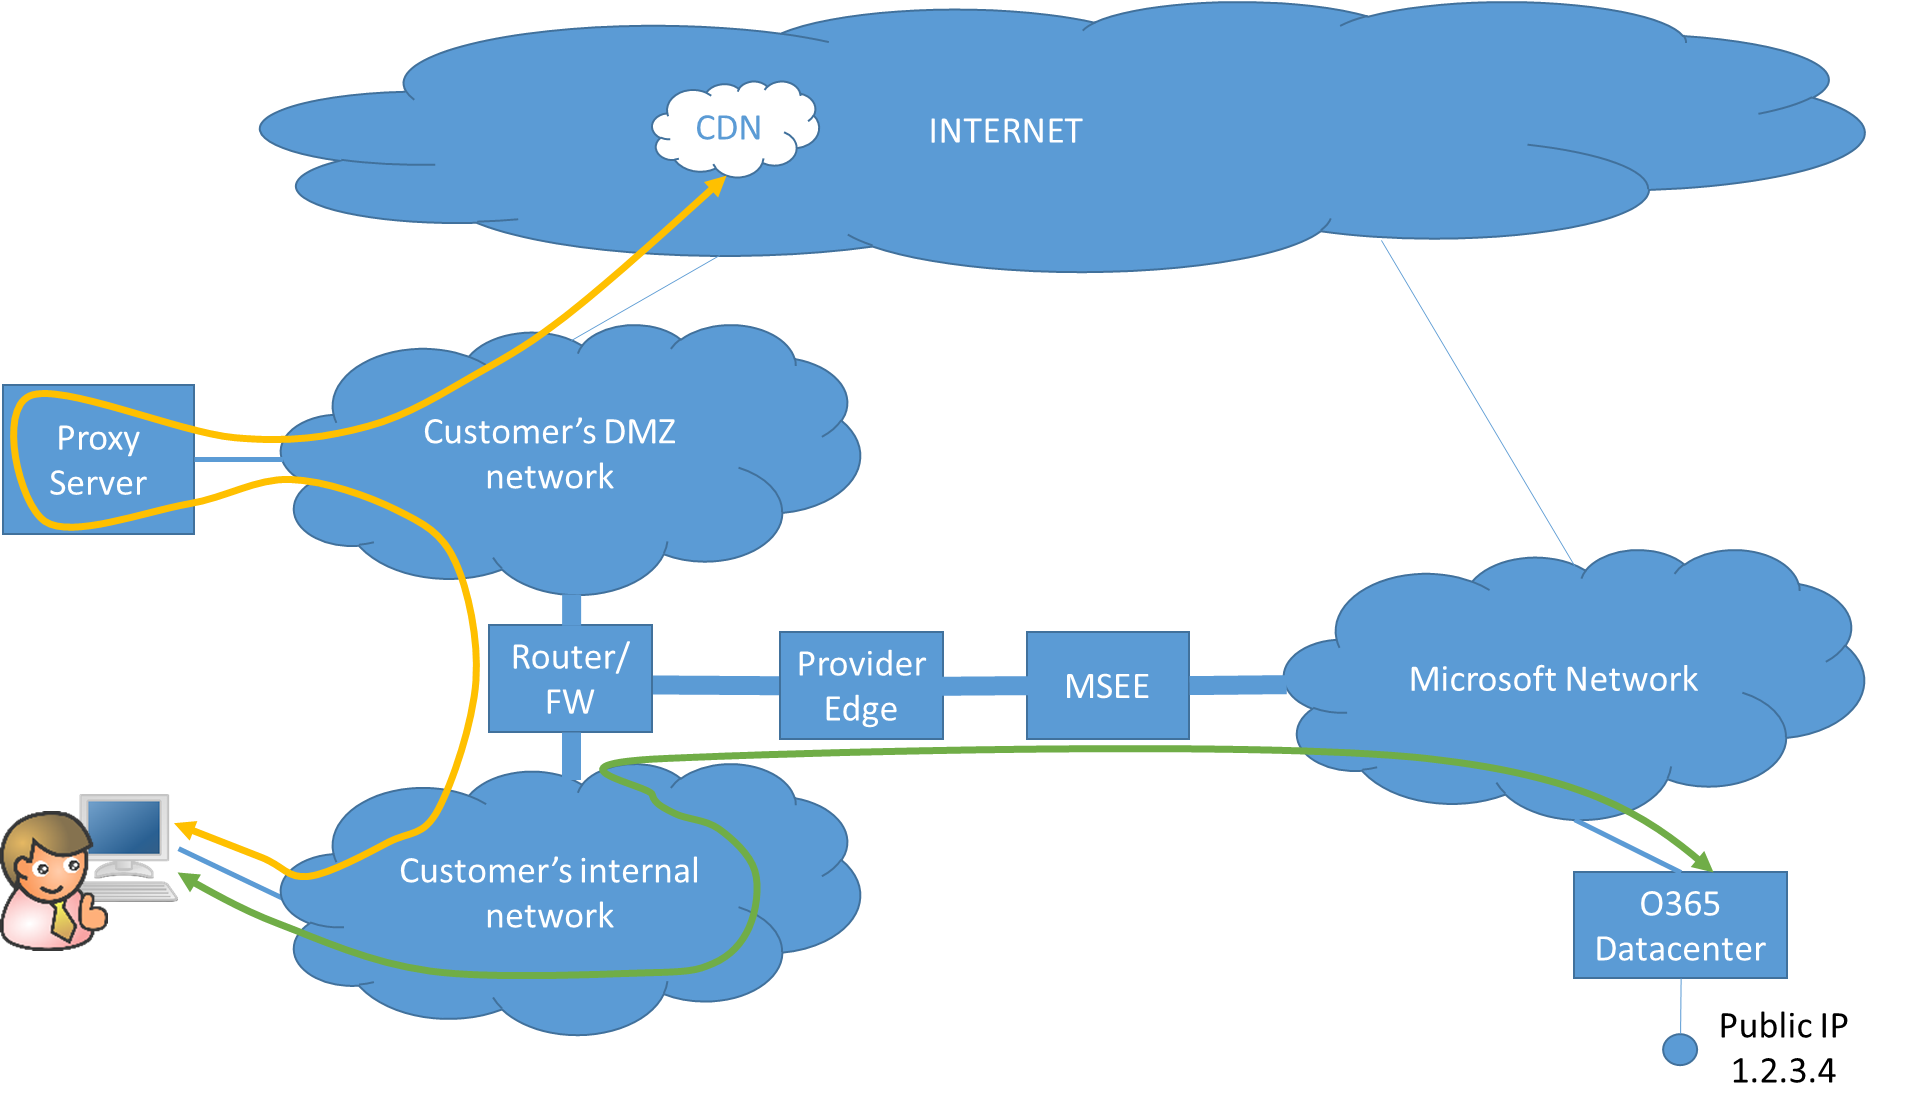 CDN
INTERNET
Proxy
Server
Customer’s DMZ
network
Router/
FW
Provider
Edge
MSEE
Microsoft Network
Customer’s internal
network
O365
Datacenter
Public IP
1.2.3.4